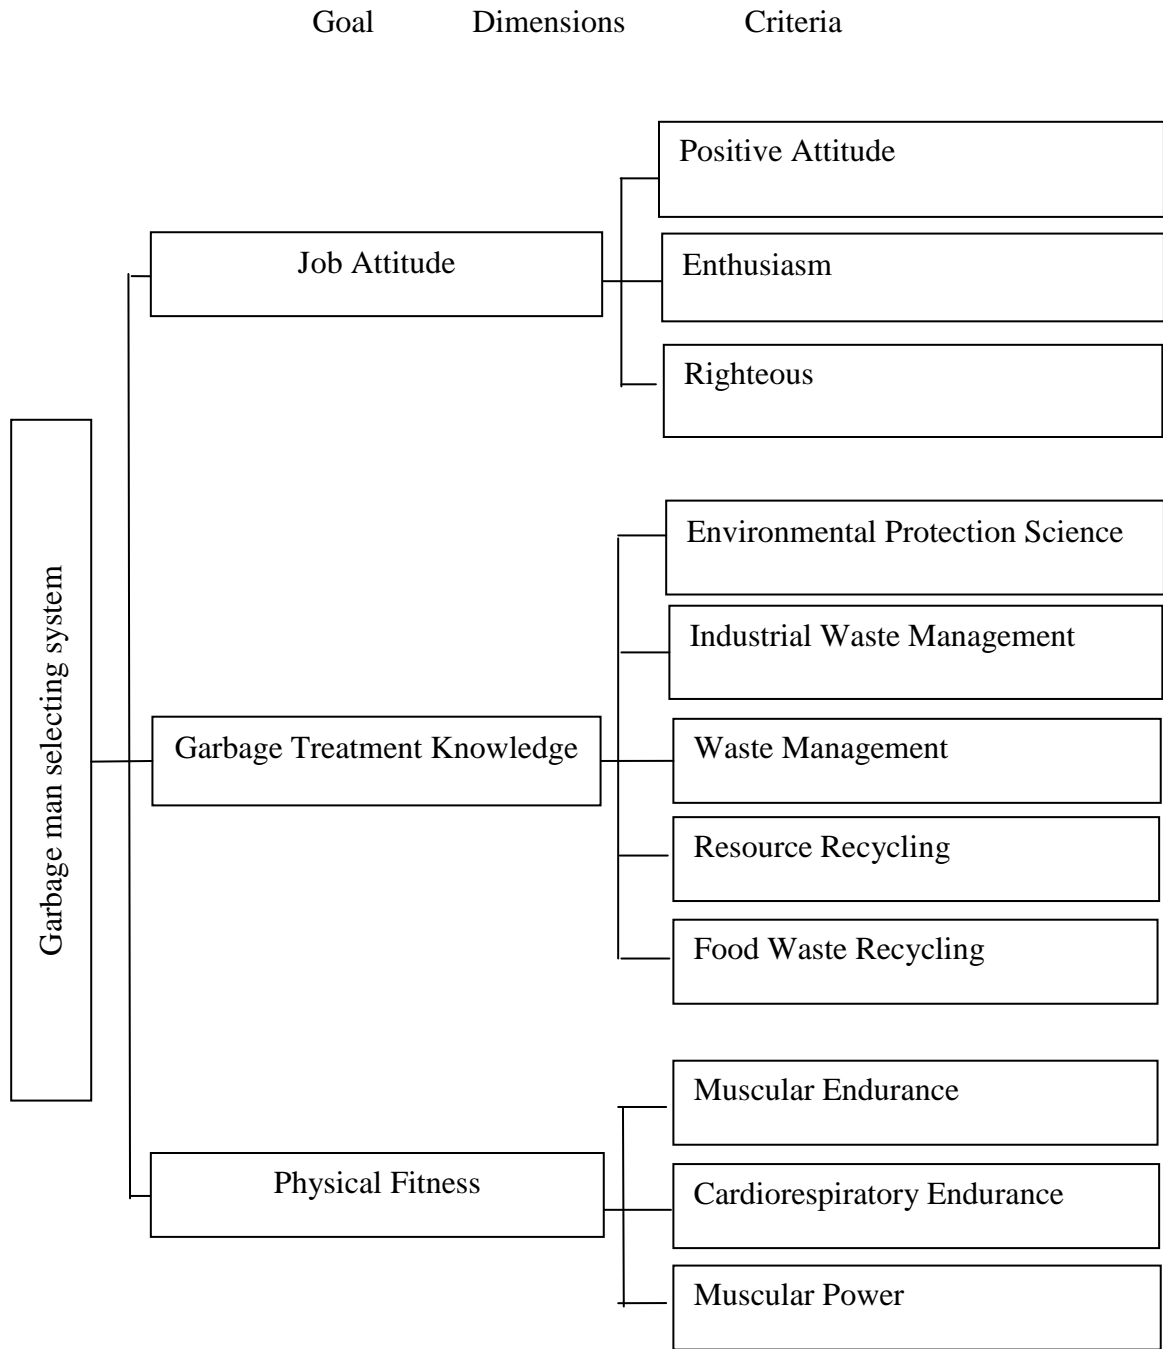 Goal Dimensions Criteria
Positive Attitude
Job Attitude
Enthusiasm
Righteous
Garbage man selecting system
Environmental Protection Science
Industrial Waste Management
Garbage Treatment Knowledge
Waste Management
Resource Recycling
Food Waste Recycling
Muscular Endurance
Physical Fitness
Cardiorespiratory Endurance
Muscular Power